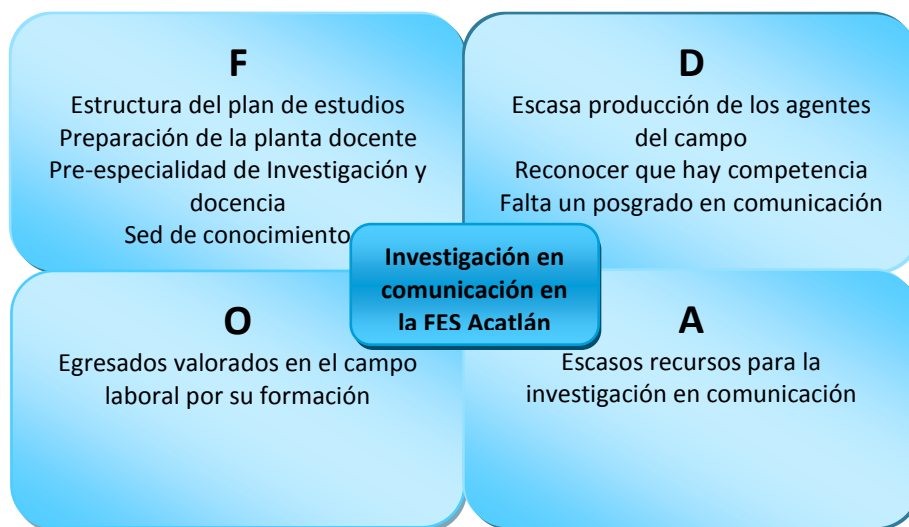 F
Estructura del plan de estudios
Preparación de la planta docente
Pre-especialidad de Investigación y
docencia
Sed de conocimiento
D
Escasa producción de los agentes
del campo
Reconocer que hay competencia
Falta un posgrado en comunicación
Investigación en
comunicación en
la FES Acatlán
O
Egresados valorados en el campo
laboral por su formación
A
Escasos recursos para la
investigación en comunicación